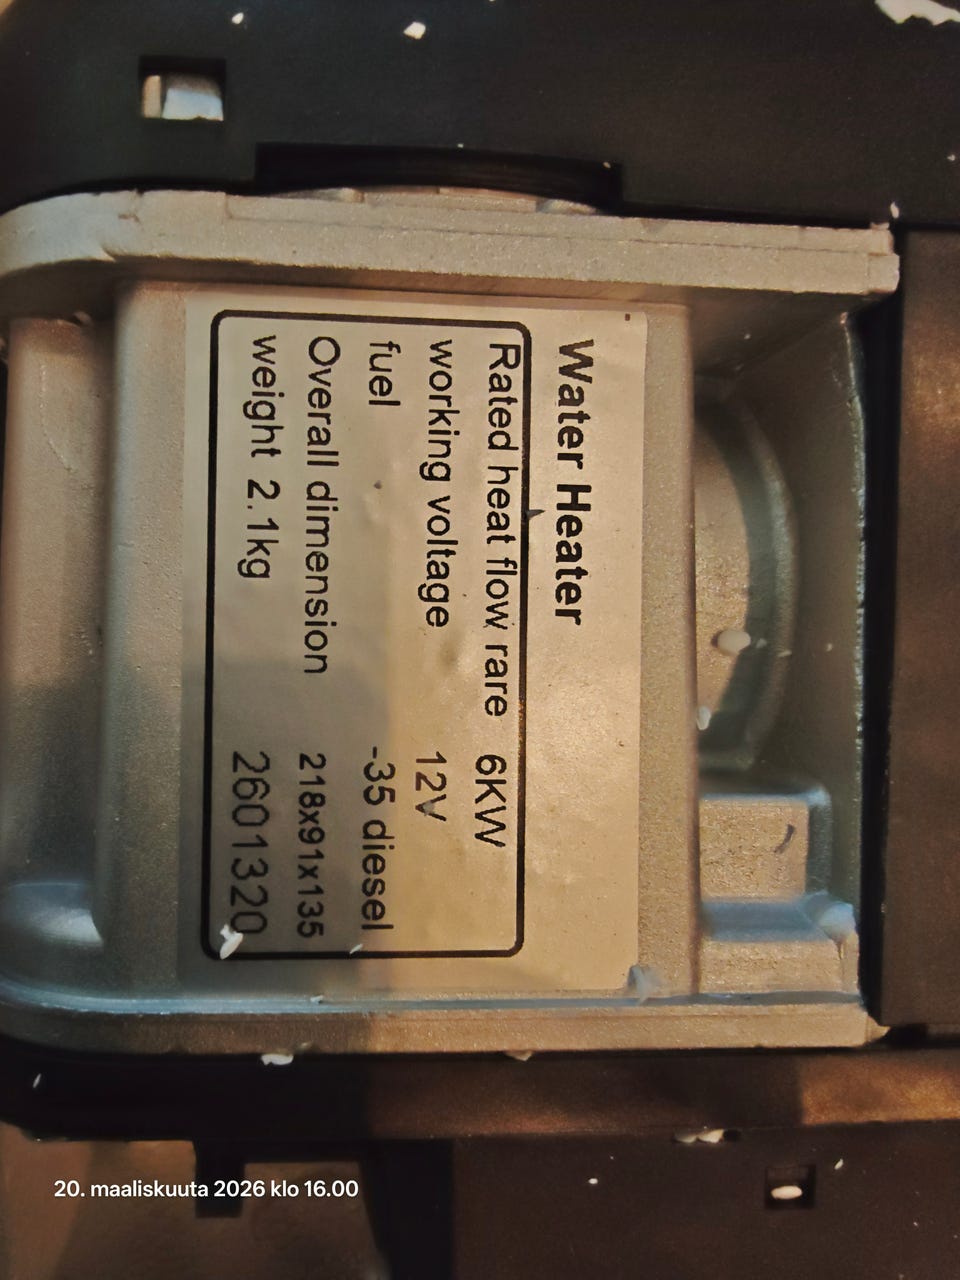 Water Heater
Rated heat flow rare 6KW
working voltage 12V
fuel -35 diesel
Overall dimension 218x91x135
weight 2.1kg 2601320
20. maaliskuuta 2026 klo 16.00